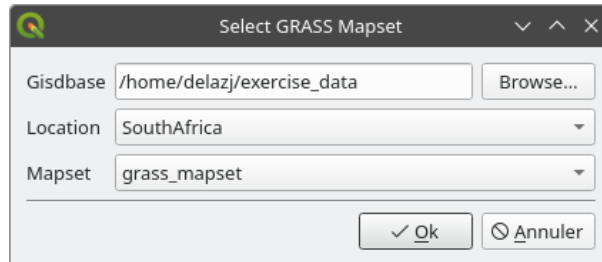 Select GRASS Mapset
Gisdbase /home/delazj/exercise_data Browse...
Location SouthAfrica
Mapset grass_mapset
Ok Annuler